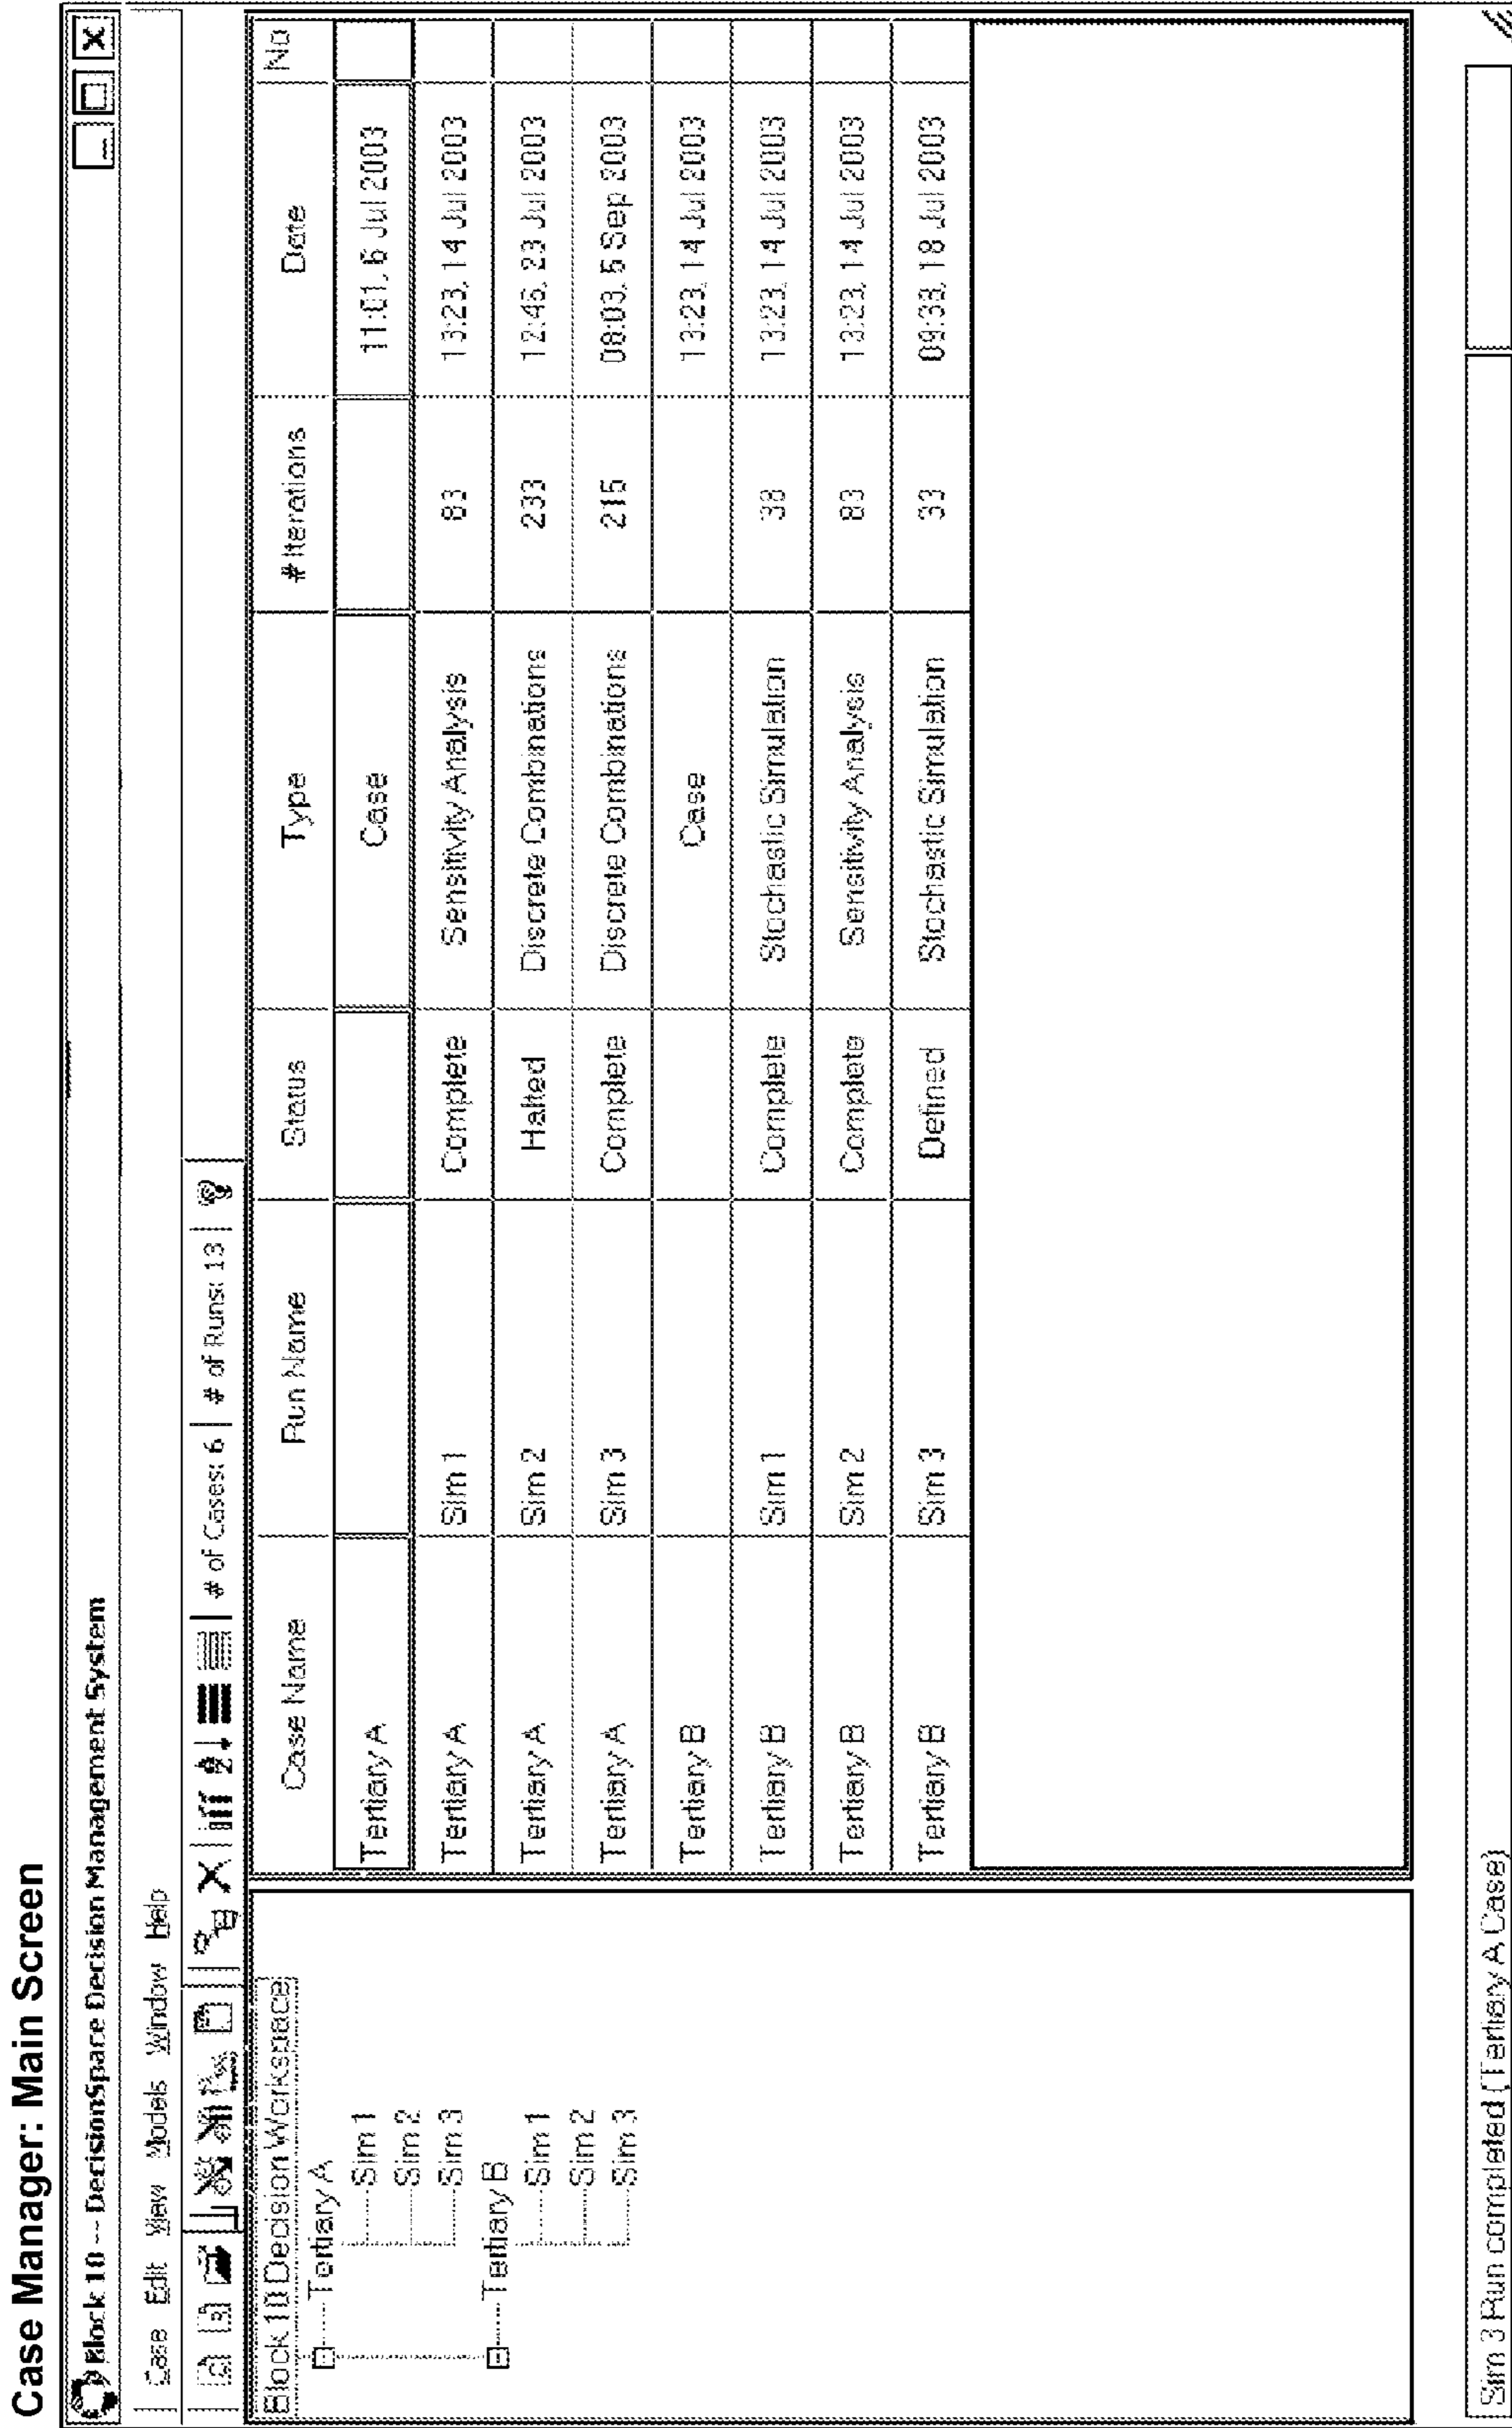 Case Manager: Main Screen
Block 10 -- DecisionSpace Decision Management System
Case Edit View Models Window Help
# of Cases: 6 # of Runs: 13
Block 10 Decision Workspace
Tertiary A
Sim 1
Sim 2
Sim 3
Tertiary B
Sim 1
Sim 2
Sim 3
Case Name Run Name Status Type # Iterations Date No
Tertiary A Case 11:01, 6 Jul 2003
Tertiary A Sim 1 Complete Sensitivity Analysis 83 13:23, 14 Jul 2003
Tertiary A Sim 2 Halted Discrete Combinations 233 12:45, 23 Jul 2003
Tertiary A Sim 3 Complete Discrete Combinations 215 08:03, 5 Sep 2003
Tertiary B Case 13:23, 14 Jul 2003
Tertiary B Sim 1 Complete Stochastic Simulation 38 13:23, 14 Jul 2003
Tertiary B Sim 2 Complete Sensitivity Analysis 83 13:23, 14 Jul 2003
Tertiary B Sim 3 Defined Stochastic Simulation 33 09:38, 18 Jul 2003
Sim 3 Run completed (Tertiary A Case)